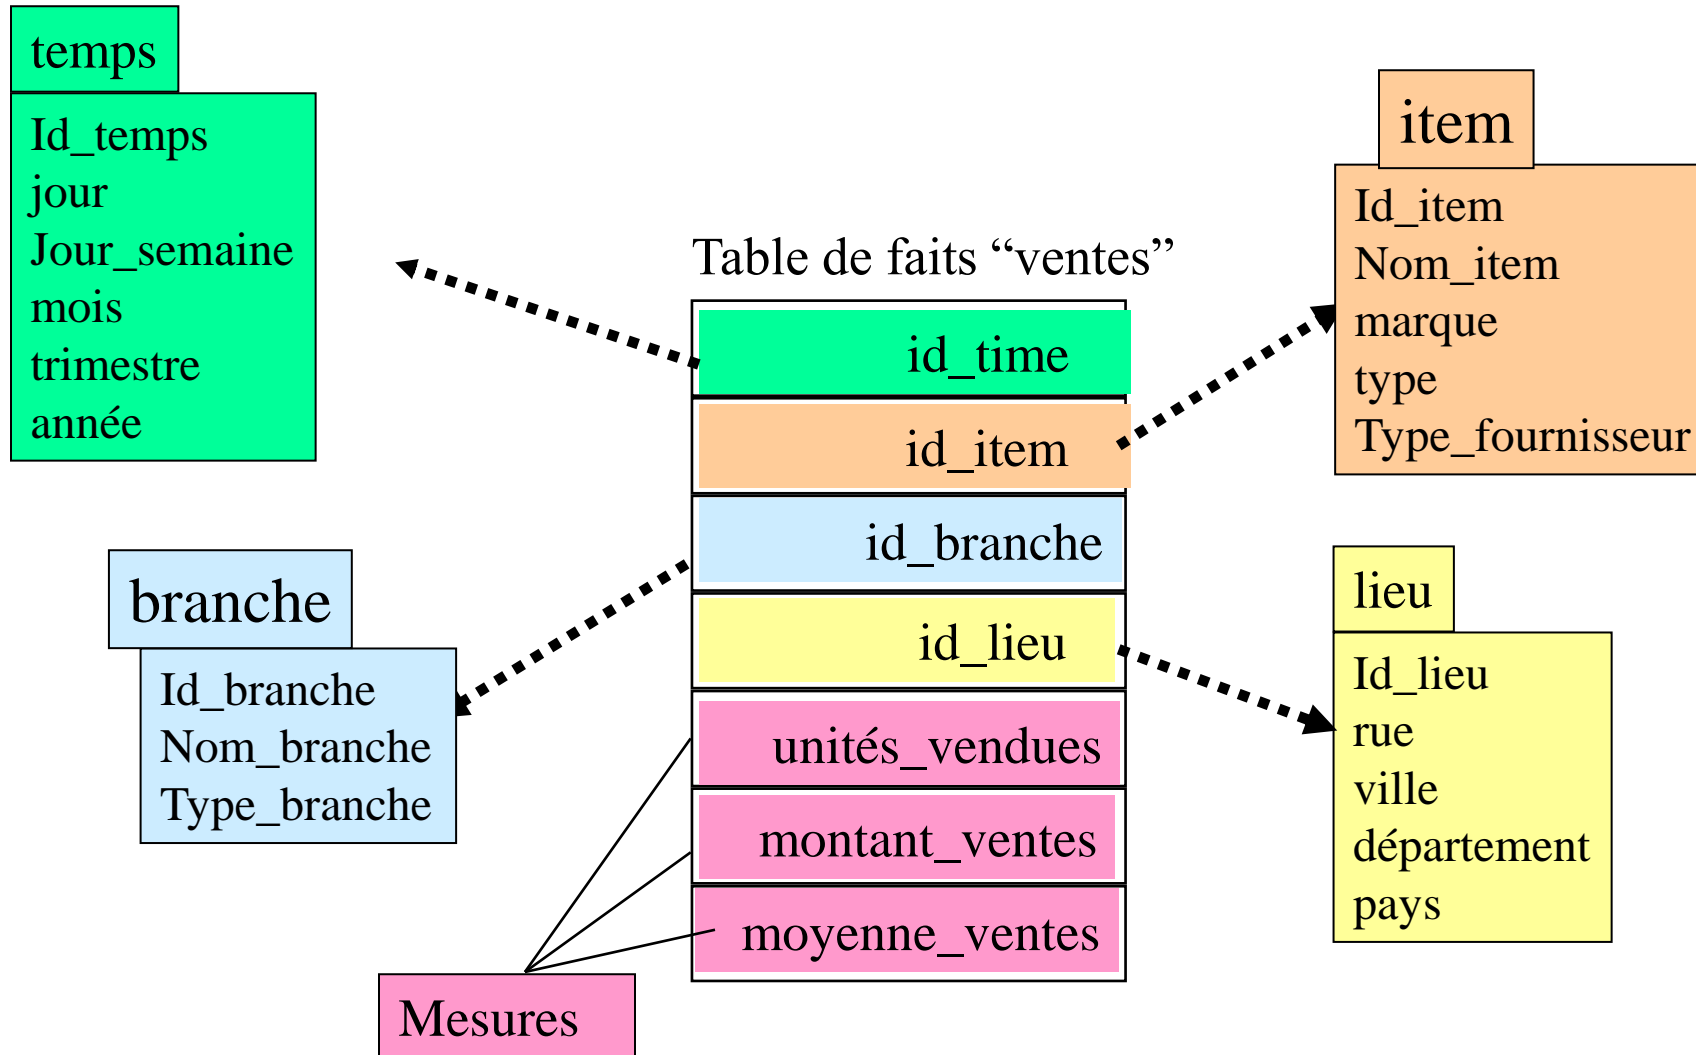 temps
Id_temps
jour
Jour_semaine
mois
trimestre
année
item
Id_item
Nom_item
marque
type
Type_fournisseur
Table de faits “ventes”
id_time
id_item
id_branche
id_lieu
unités_vendues
montant_ventes
moyenne_ventes
branche
Id_branche
Nom_branche
Type_branche
lieu
Id_lieu
rue
ville
département
pays
Mesures